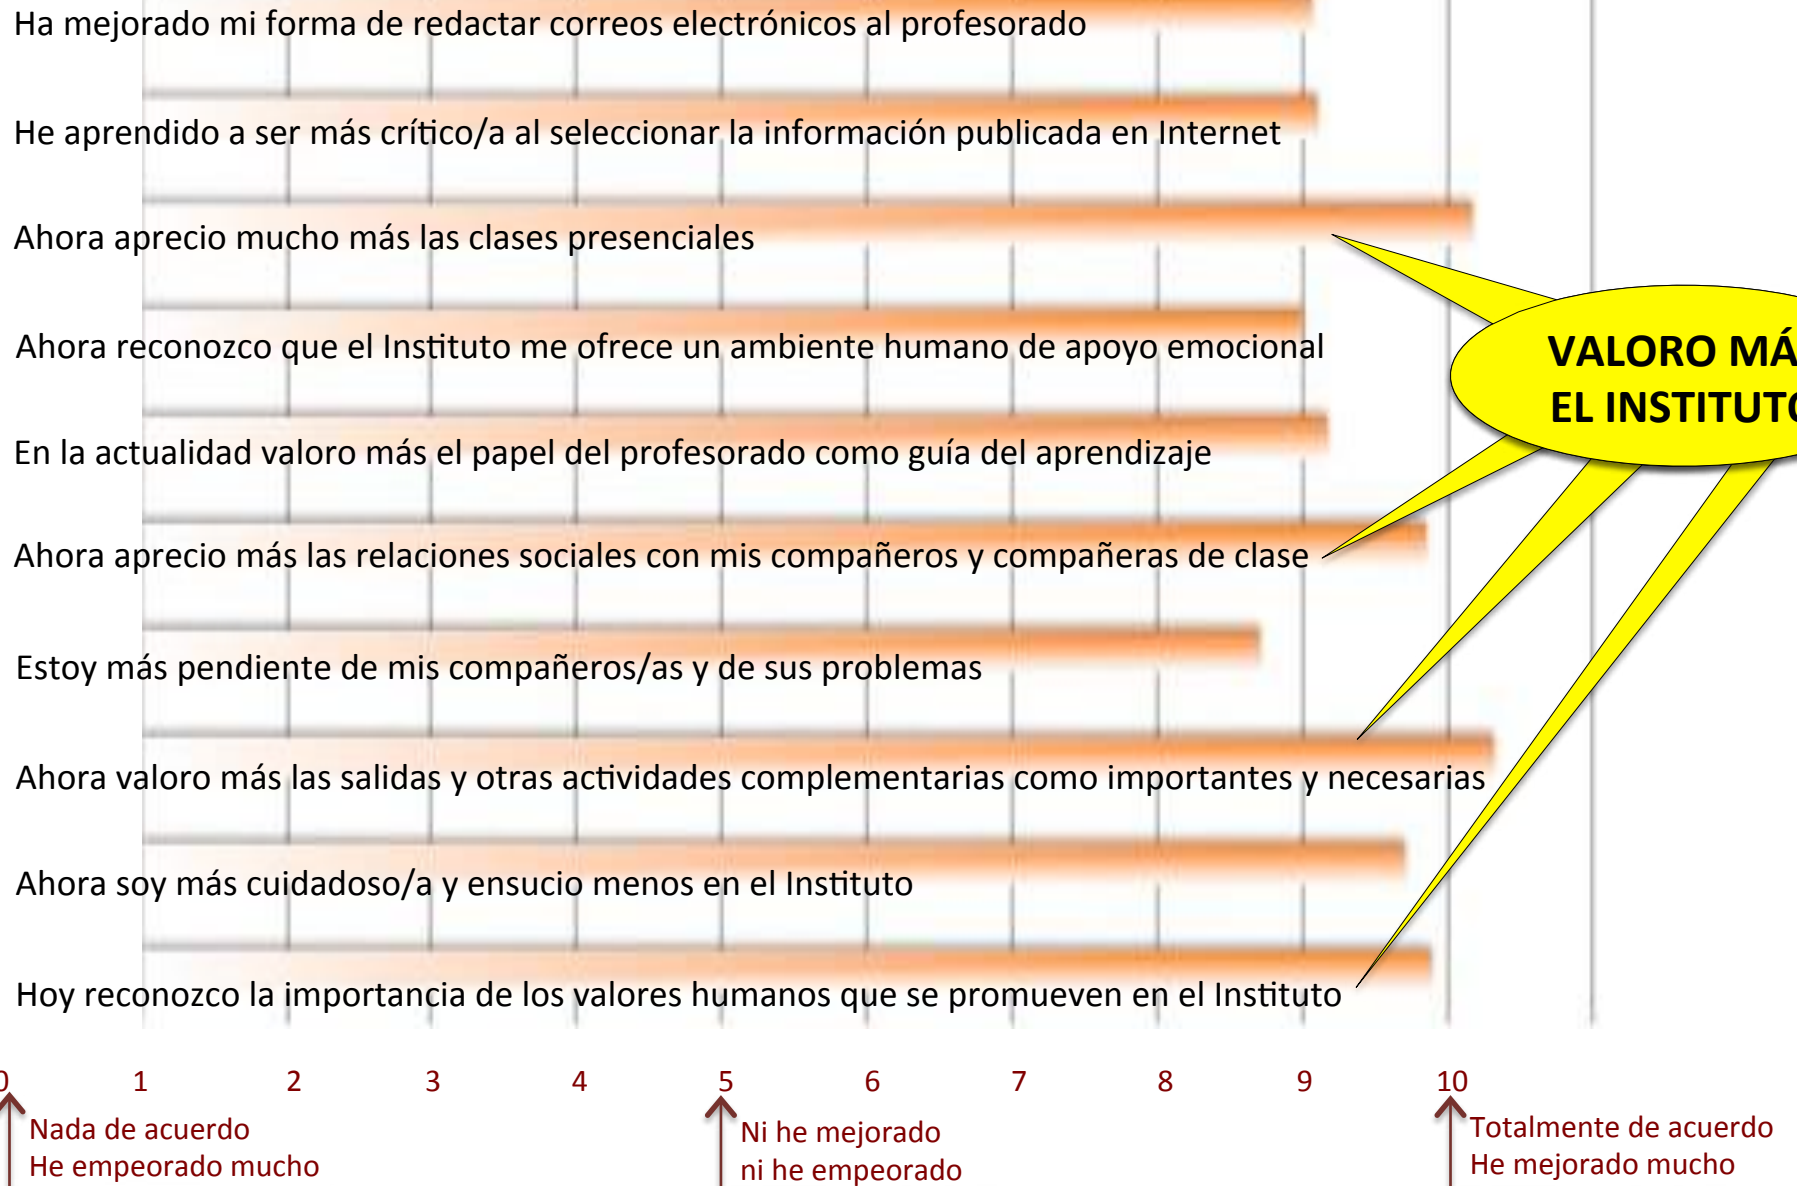 Ha mejorado mi forma de redactar correos electrónicos al profesorado
He aprendido a ser más crítico/a al seleccionar la información publicada en Internet
Ahora aprecio mucho más las clases presenciales
Ahora reconozco que el Instituto me ofrece un ambiente humano de apoyo emocional
VALORO MÁ
EL INSTITUTO
En la actualidad valoro más el papel del profesorado como guía del aprendizaje
Ahora aprecio más las relaciones sociales con mis compañeros y compañeras de clase
Estoy más pendiente de mis compañeros/as y de sus problemas
Ahora valoro más las salidas y otras actividades complementarias como importantes y necesarias
Ahora soy más cuidadoso/a y ensucio menos en el Instituto
Hoy reconozco la importancia de los valores humanos que se promueven en el Instituto
0 1 2 3 4 5 6 7 8 9 10
Nada de acuerdo
He empeorado mucho
Ni he mejorado
ni he empeorado
Totalmente de acuerdo
He mejorado mucho